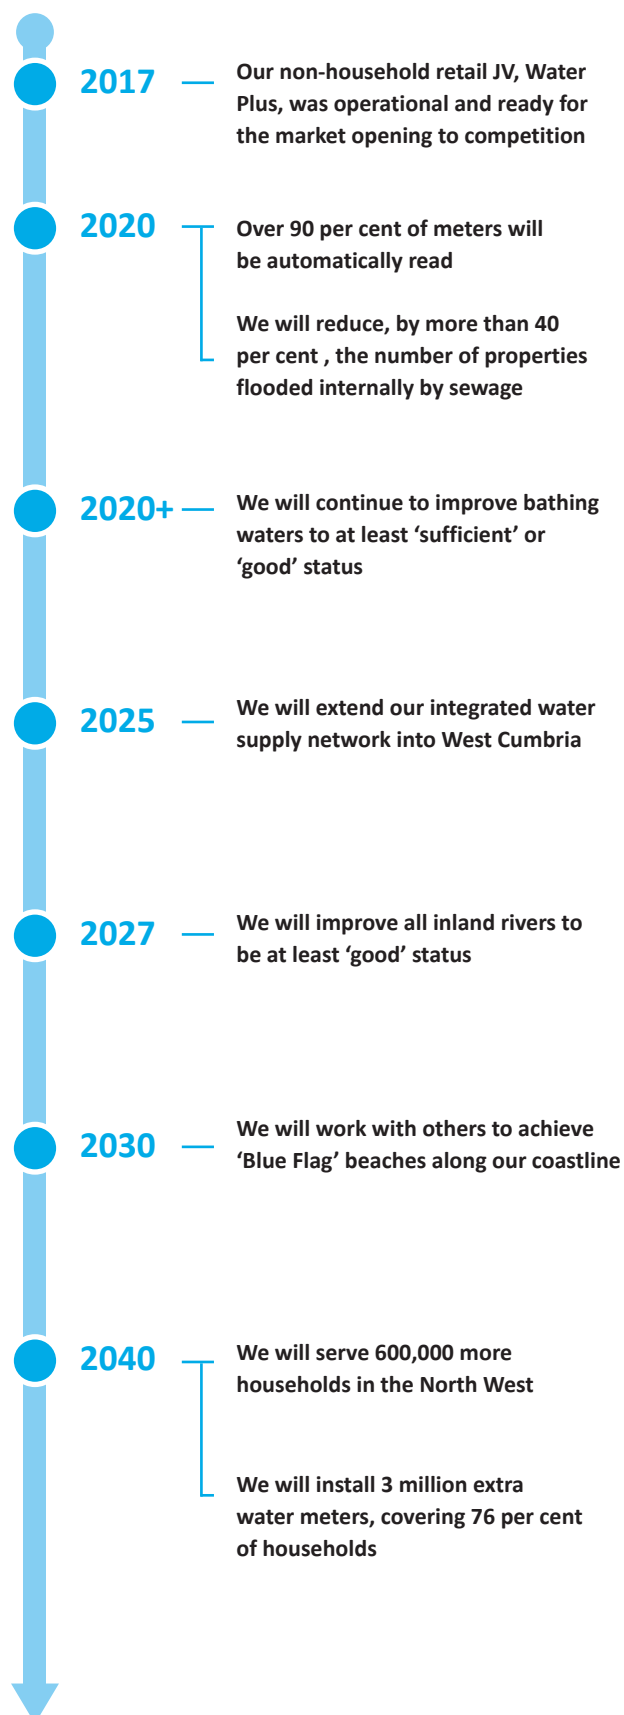 2017
Our non-household retail JV, Water
Plus, was operational and ready for
the market opening to competition
2020
Over 90 per cent of meters will
be automatically read
We will reduce, by more than 40
per cent , the number of properties
flooded internally by sewage
2020+
We will continue to improve bathing
waters to at least ‘sufficient’ or
‘good’ status
2025
We will extend our integrated water
supply network into West Cumbria
2027
We will improve all inland rivers to
be at least ‘good’ status
2030
We will work with others to achieve
‘Blue Flag’ beaches along our coastline
2040
We will serve 600,000 more
households in the North West
We will install 3 million extra
water meters, covering 76 per cent
of households